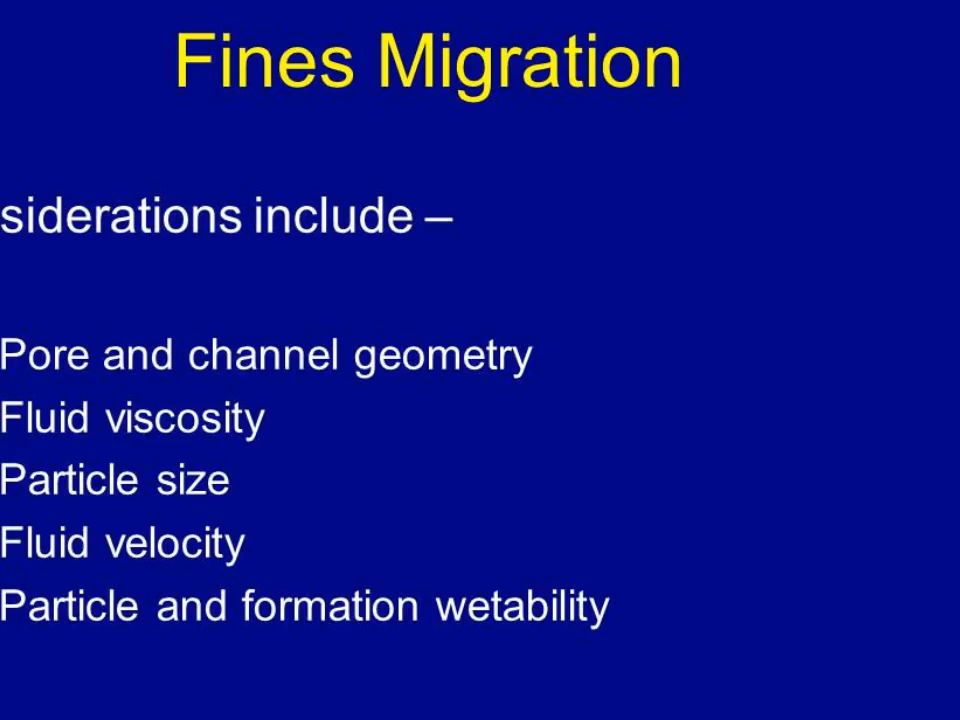 Fines Migration
siderations include –
Pore and channel geometry
Fluid viscosity
Particle size
Fluid velocity
Particle and formation wetability